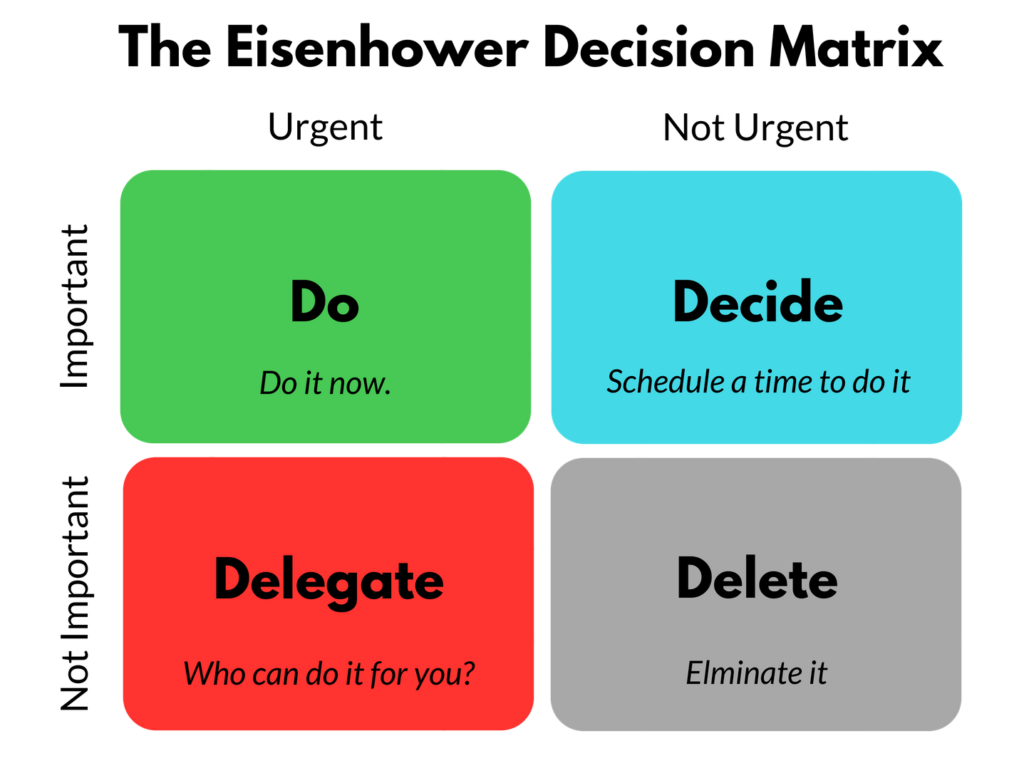 The Eisenhower Decision Matrix
Urgent
Not Urgent
Important
Do
Do it now.
Decide
Schedule a time to do it
Not Important
Delegate
Who can do it for you?
Delete
Elminate it